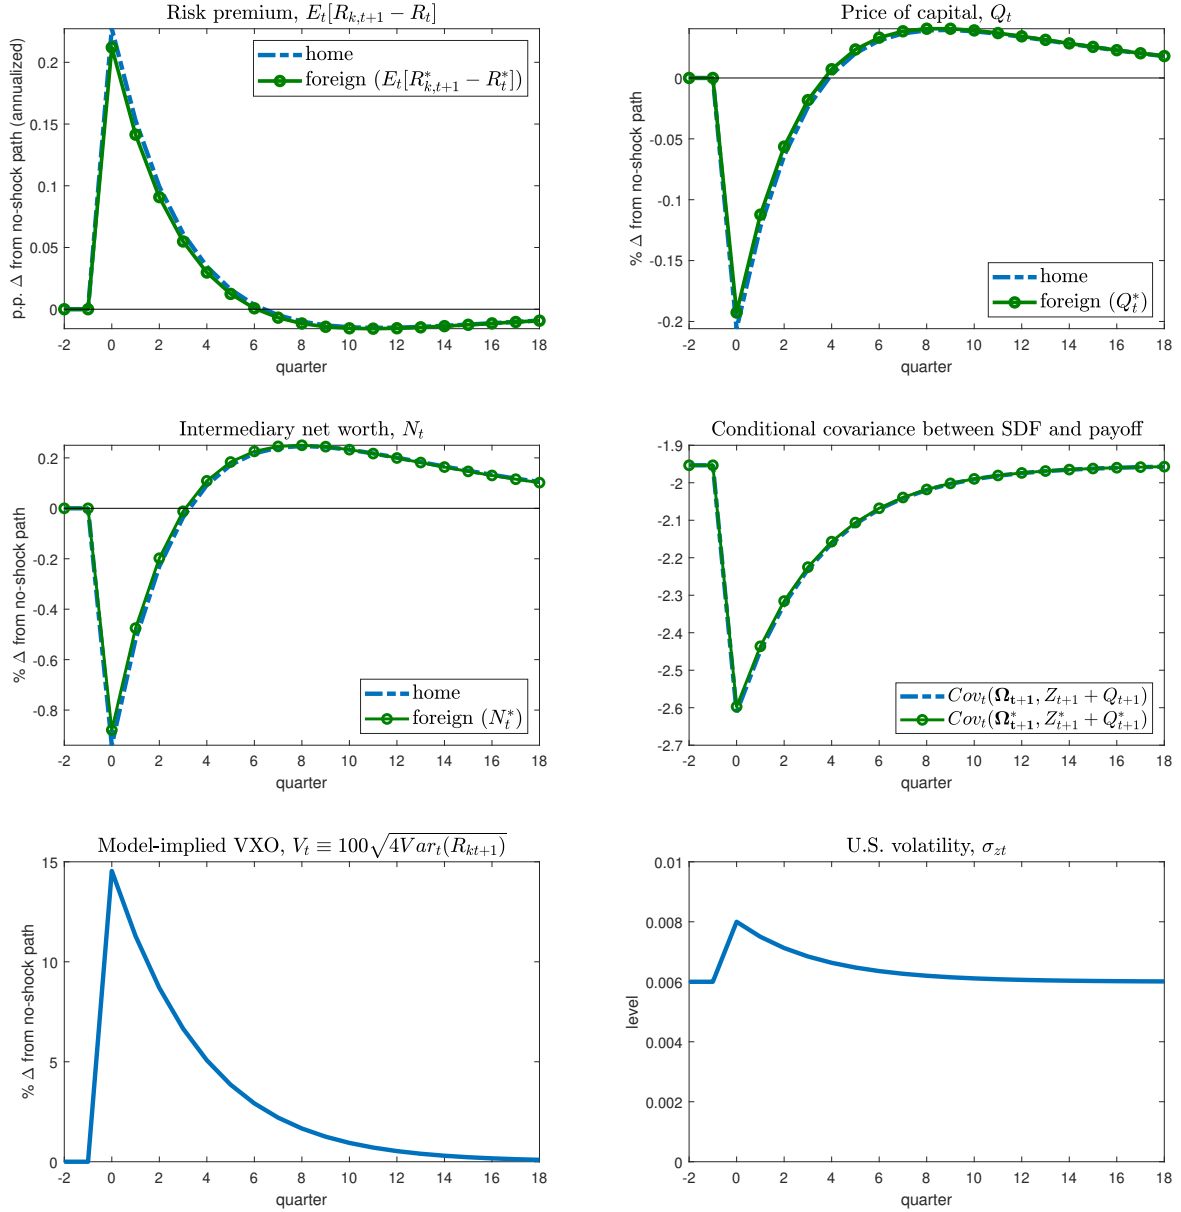 Risk premium, $E_t[R_{k,t+1} - R_t]$
p.p. Δ from no-shock path (annualized)
0.2
0.15
0.1
0.05
0
home
foreign ($E_t[R^*_{k,t+1} - R^*_t]$)
-2 0 2 4 6 8 10 12 14 16 18
quarter
Price of capital, $Q_t$
% Δ from no-shock path
0
-0.05
-0.1
-0.15
-0.2
home
foreign ($Q^*_t$)
-2 0 2 4 6 8 10 12 14 16 18
quarter
Intermediary net worth, $N_t$
% Δ from no-shock path
0.2
0
-0.2
-0.4
-0.6
-0.8
home
foreign ($N^*_t$)
-2 0 2 4 6 8 10 12 14 16 18
quarter
Conditional covariance between SDF and payoff
-1.9
-2
-2.1
-2.2
-2.3
-2.4
-2.5
-2.6
-2.7
$Cov_t(\mathbf{\Omega_{t+1}}, Z_{t+1} + Q_{t+1})$
$Cov_t(\mathbf{\Omega^*_{t+1}}, Z^*_{t+1} + Q^*_{t+1})$
-2 0 2 4 6 8 10 12 14 16 18
quarter
Model-implied VXO, $V_t \equiv 100\sqrt{4Var_t(R_{kt+1})}$
% Δ from no-shock path
15
10
5
0
-2 0 2 4 6 8 10 12 14 16 18
quarter
U.S. volatility, $\sigma_{zt}$
level
0.01
0.008
0.006
0.004
0.002
0
-2 0 2 4 6 8 10 12 14 16 18
quarter